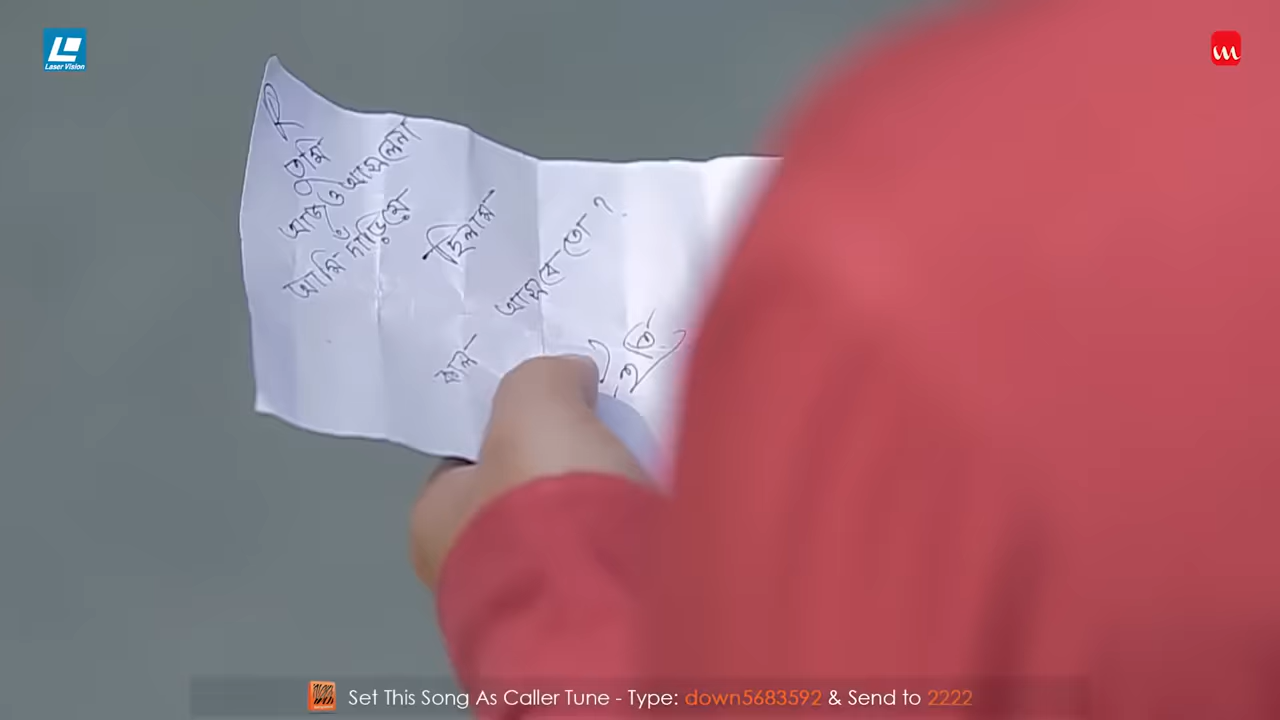 Laser Vision
m
R
তুমি
আজও আসলেনা
আমি দাঁড়িয়ে
ছিলাম
কাল আসবে তো ?
Set This Song As Caller Tune - Type: down5683592 & Send to 2222